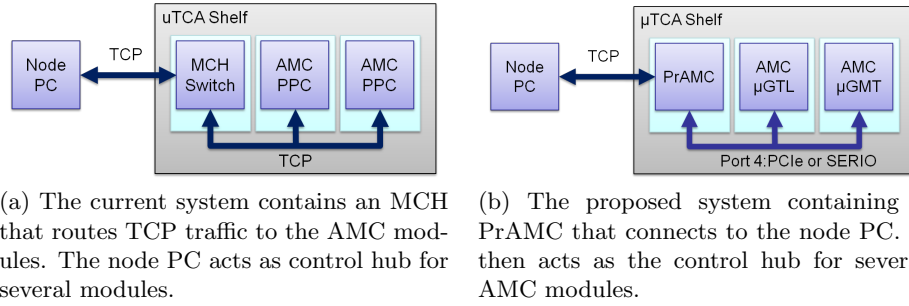 uTCA Shelf
Node
PC
TCP
MCH
Switch
AMC
PPC
AMC
PPC
TCP
(a) The current system contains an MCH
that routes TCP traffic to the AMC mod-
ules. The node PC acts as control hub for
several modules.
µTCA Shelf
Node
PC
TCP
PrAMC
AMC
µGTL
AMC
µGMT
Port 4:PCIe or SERIO
(b) The proposed system containing
PrAMC that connects to the node PC.
then acts as the control hub for sever
AMC modules.